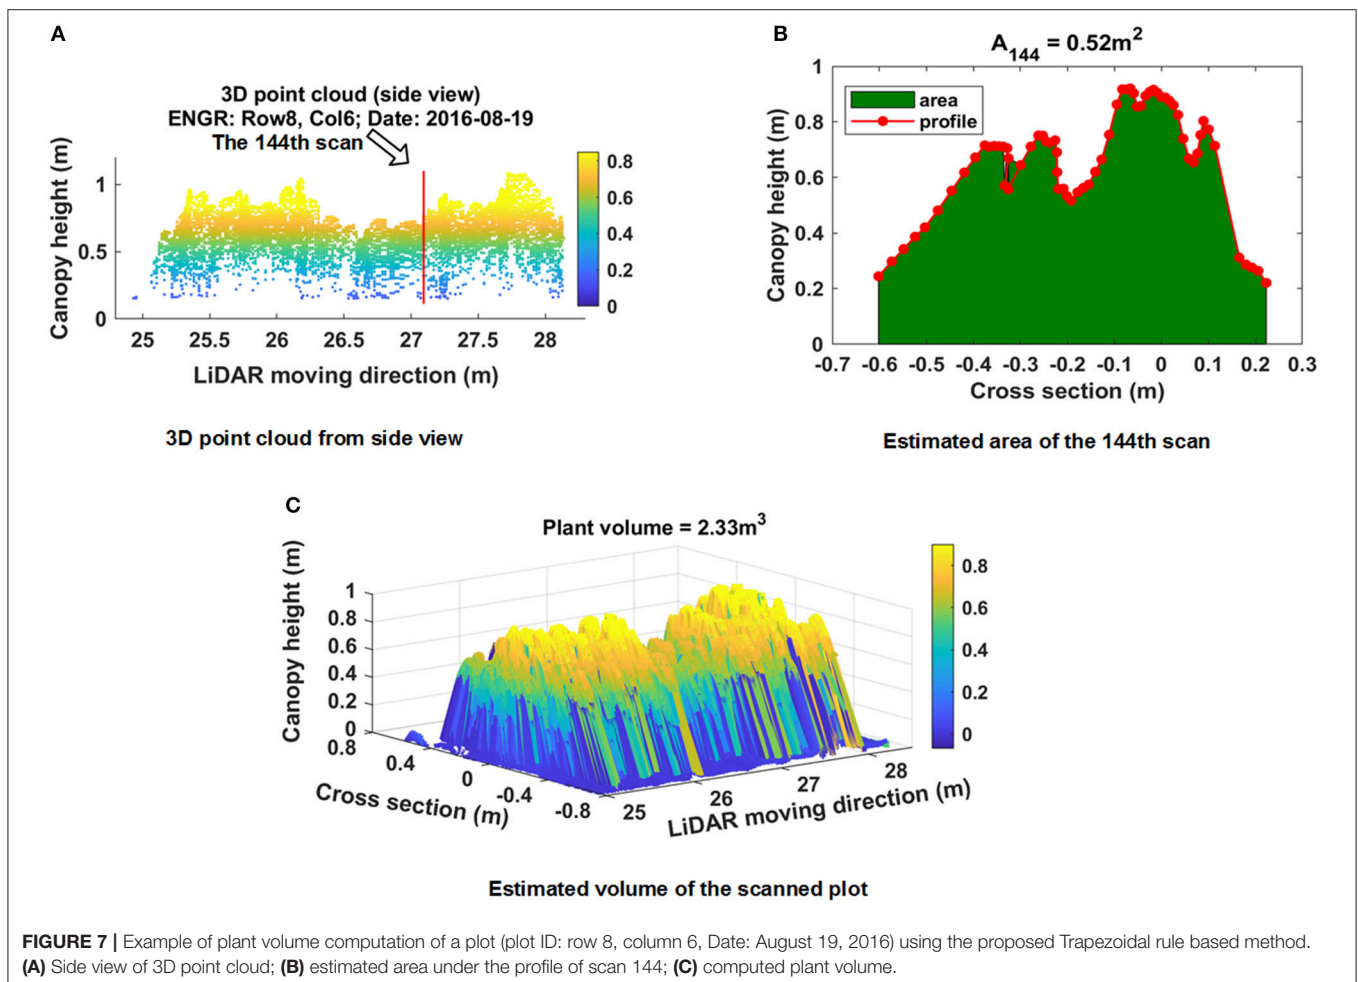 A
3D point cloud (side view)
ENGR: Row8, Col6; Date: 2016-08-19
The 144th scan
Canopy height (m)
1
0.5
0
25 25.5 26 26.5 27 27.5 28
LiDAR moving direction (m)
0.8
0.6
0.4
0.2
0
3D point cloud from side view
B
A144 = 0.52m2
area
profile
Canopy height (m)
1
0.8
0.6
0.4
0.2
0
-0.7 -0.6 -0.5 -0.4 -0.3 -0.2 -0.1 0 0.1 0.2 0.3
Cross section (m)
Estimated area of the 144th scan
C
Plant volume = 2.33m3
Canopy height (m)
1
0.8
0.6
0.4
0.2
0
0.8
0.4
0
-0.4
-0.8
Cross section (m)
25
26
27
28
LiDAR moving direction (m)
0.8
0.6
0.4
0.2
0
Estimated volume of the scanned plot
FIGURE 7 | Example of plant volume computation of a plot (plot ID: row 8, column 6, Date: August 19, 2016) using the proposed Trapezoidal rule based method.
(A) Side view of 3D point cloud; (B) estimated area under the profile of scan 144; (C) computed plant volume.